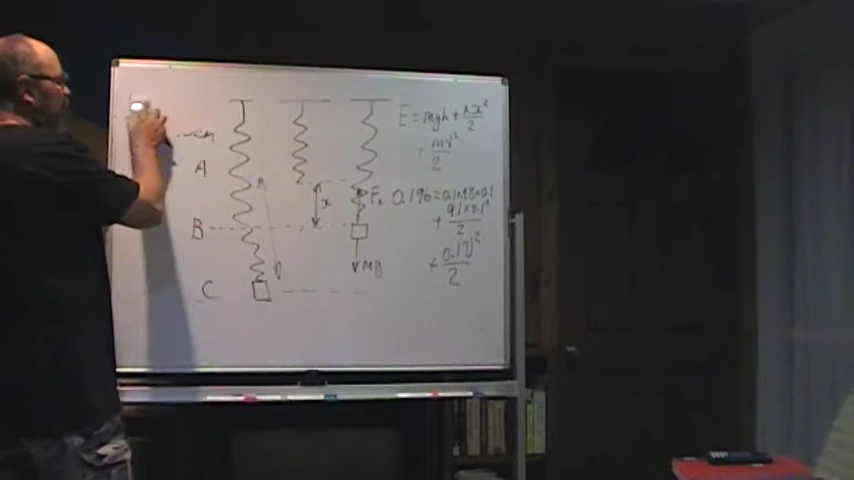 E = mgh + kx²/2
+ mv²/2
A
x
Fₑ
0.196 = 0.1×9.8×0.1
+ 9.1×0.1²/2
B
+ 0.1v²/2
mg
C